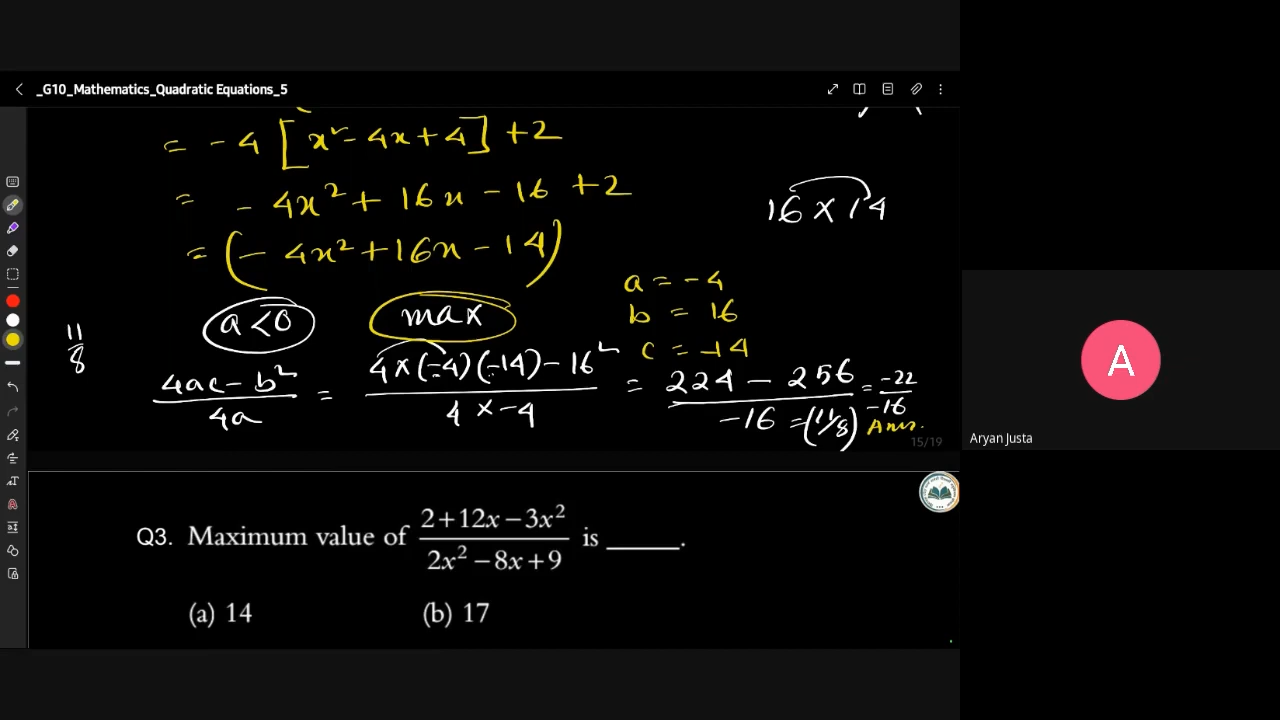 _G10_Mathematics_Quadratic Equations_5
= - 4 [x² - 4x + 4] + 2
= - 4x² + 16x - 16 + 2
16 × 14
= (- 4x² + 16x - 14)
a = - 4
b = 16
c = -14
a < 0
max
11/8
(4ac - b²)/(4a) = (4 × (-4)(-14) - 16²)/(4 × -4) = (224 - 256)/(-16) = (-22)/(-16) = (11/8) Ans.
15/19
Q3. Maximum value of (2+12x-3x²)/(2x²-8x+9) is _____.
(a) 14 (b) 17
A
Aryan Justa